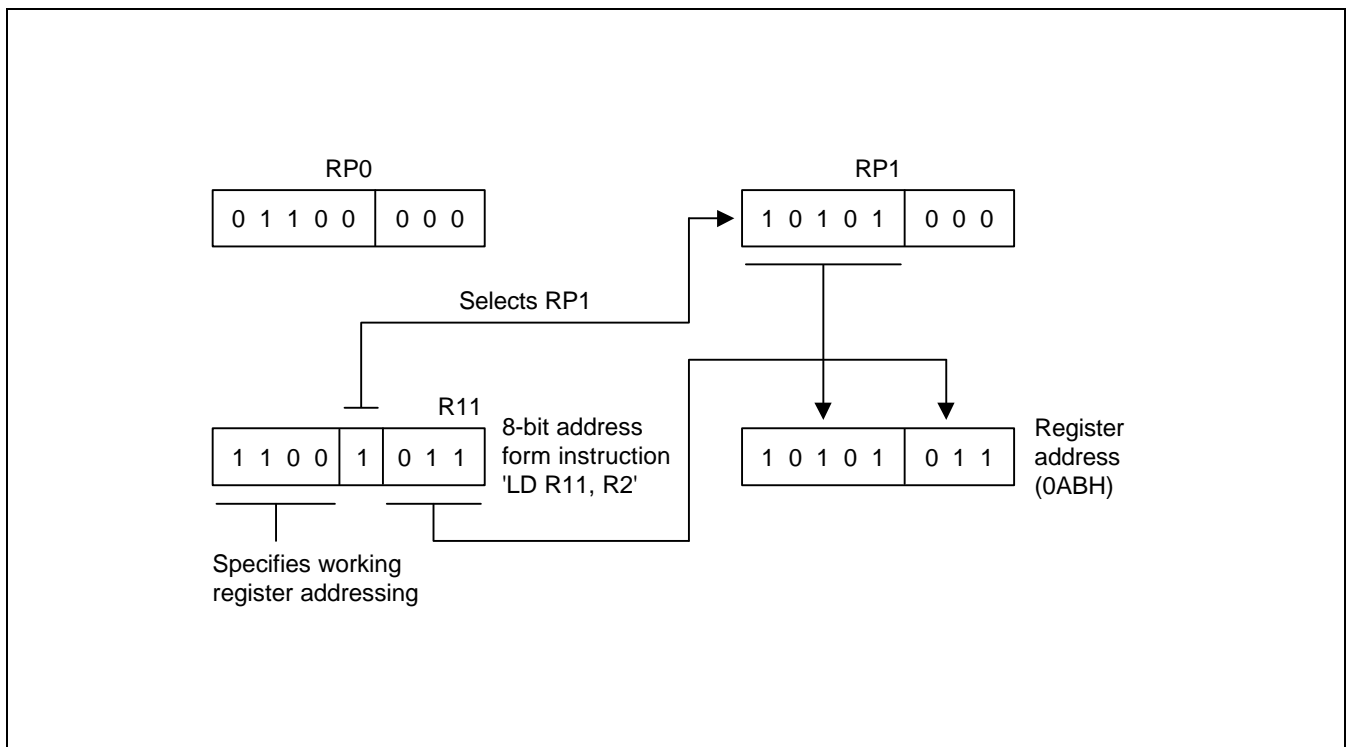 RP0
0 1 1 0 0 0 0 0
RP1
1 0 1 0 1 0 0 0
Selects RP1
R11
1 1 0 0 1 0 1 1
8-bit address
form instruction
'LD R11, R2'
1 0 1 0 1 0 1 1
Register
address
(0ABH)
Specifies working
register addressing